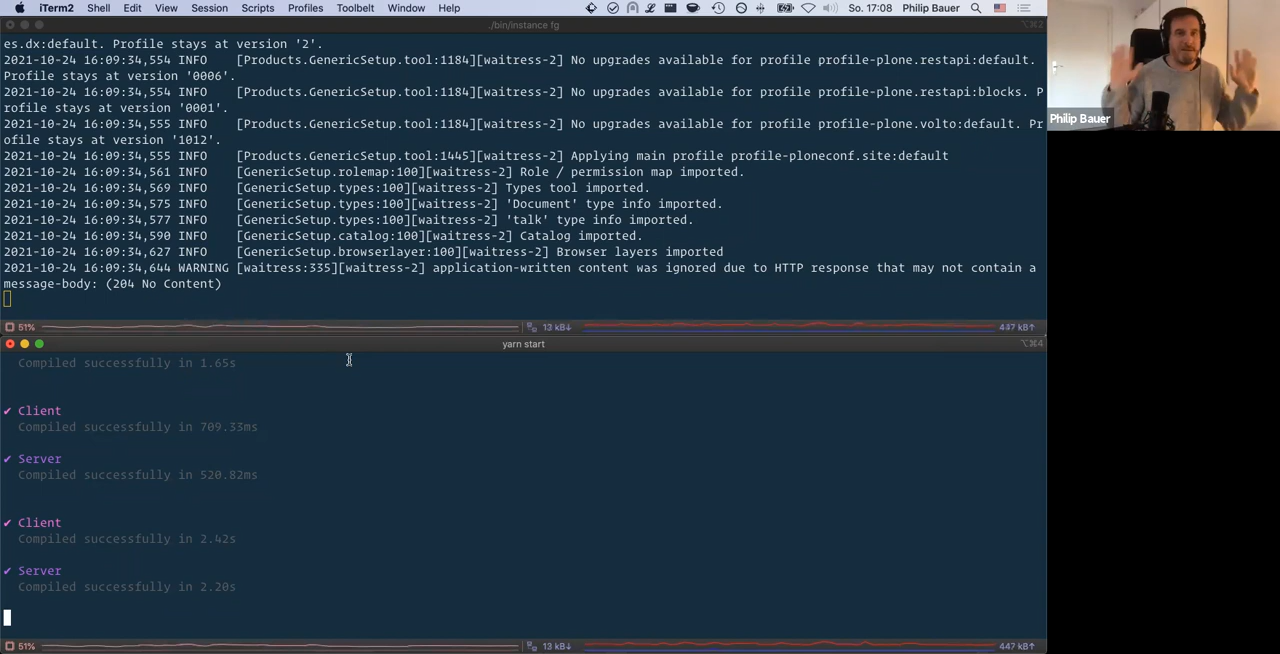 iTerm2 Shell Edit View Session Scripts Profiles Toolbelt Window Help So. 17:08 Philip Bauer
./bin/instance fg ⌥⌘2
es.dx:default. Profile stays at version '2'.
2021-10-24 16:09:34,554 INFO [Products.GenericSetup.tool:1184][waitress-2] No upgrades available for profile profile-plone.restapi:default.
Profile stays at version '0006'.
2021-10-24 16:09:34,555 INFO [Products.GenericSetup.tool:1184][waitress-2] No upgrades available for profile profile-plone.restapi:blocks. P
rofile stays at version '0001'.
2021-10-24 16:09:34,555 INFO [Products.GenericSetup.tool:1184][waitress-2] No upgrades available for profile profile-plone.volto:default. Pr
ofile stays at version '1012'.
2021-10-24 16:09:34,555 INFO [Products.GenericSetup.tool:1445][waitress-2] Applying main profile profile-ploneconf.site:default
2021-10-24 16:09:34,561 INFO [GenericSetup.rolemap:100][waitress-2] Role / permission map imported.
2021-10-24 16:09:34,569 INFO [GenericSetup.types:100][waitress-2] Types tool imported.
2021-10-24 16:09:34,575 INFO [GenericSetup.types:100][waitress-2] 'Document' type info imported.
2021-10-24 16:09:34,577 INFO [GenericSetup.types:100][waitress-2] 'talk' type info imported.
2021-10-24 16:09:34,590 INFO [GenericSetup.catalog:100][waitress-2] Catalog imported.
2021-10-24 16:09:34,627 INFO [GenericSetup.browserlayer:100][waitress-2] Browser layers imported
2021-10-24 16:09:34,644 WARNING [waitress:335][waitress-2] application-written content was ignored due to HTTP response that may not contain a
message-body: (204 No Content)
51% 13 kB↓ 447 kB↑
yarn start ⌥⌘4
Compiled successfully in 1.65s
✔ Client
Compiled successfully in 709.33ms
✔ Server
Compiled successfully in 520.82ms
✔ Client
Compiled successfully in 2.42s
✔ Server
Compiled successfully in 2.20s
51% 13 kB↓ 447 kB↑
Philip Bauer